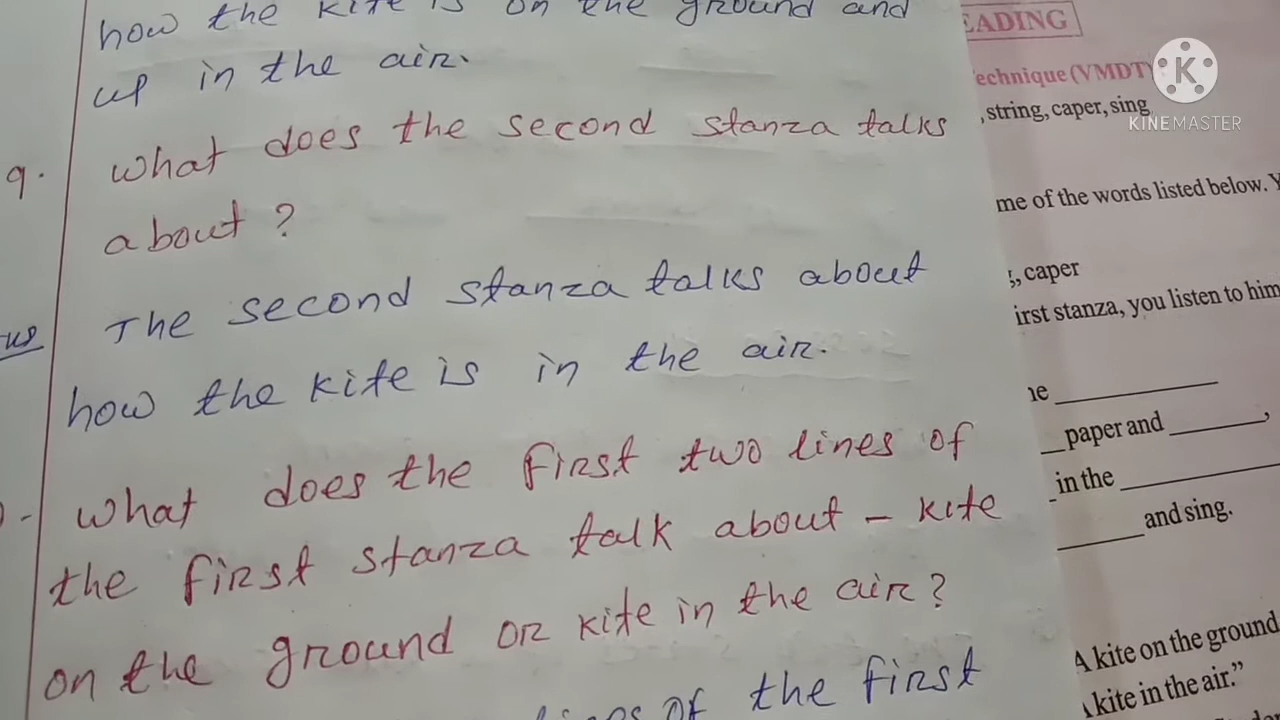 how the kite is on the ground and
up in the air.
9. what does the second stanza talks
about?
The second stanza talks about
how the kite is in the air.
what does the first two lines of
the first stanza talk about - kite
on the ground or kite in the air?
of the first
EADING
echnique (VMDT)
, string, caper, sing
me of the words listed below. Y
, caper
irst stanza, you listen to him
paper and ________,
in the ________
________ and sing.
A kite on the ground
kite in the air.”
K
KINEMASTER